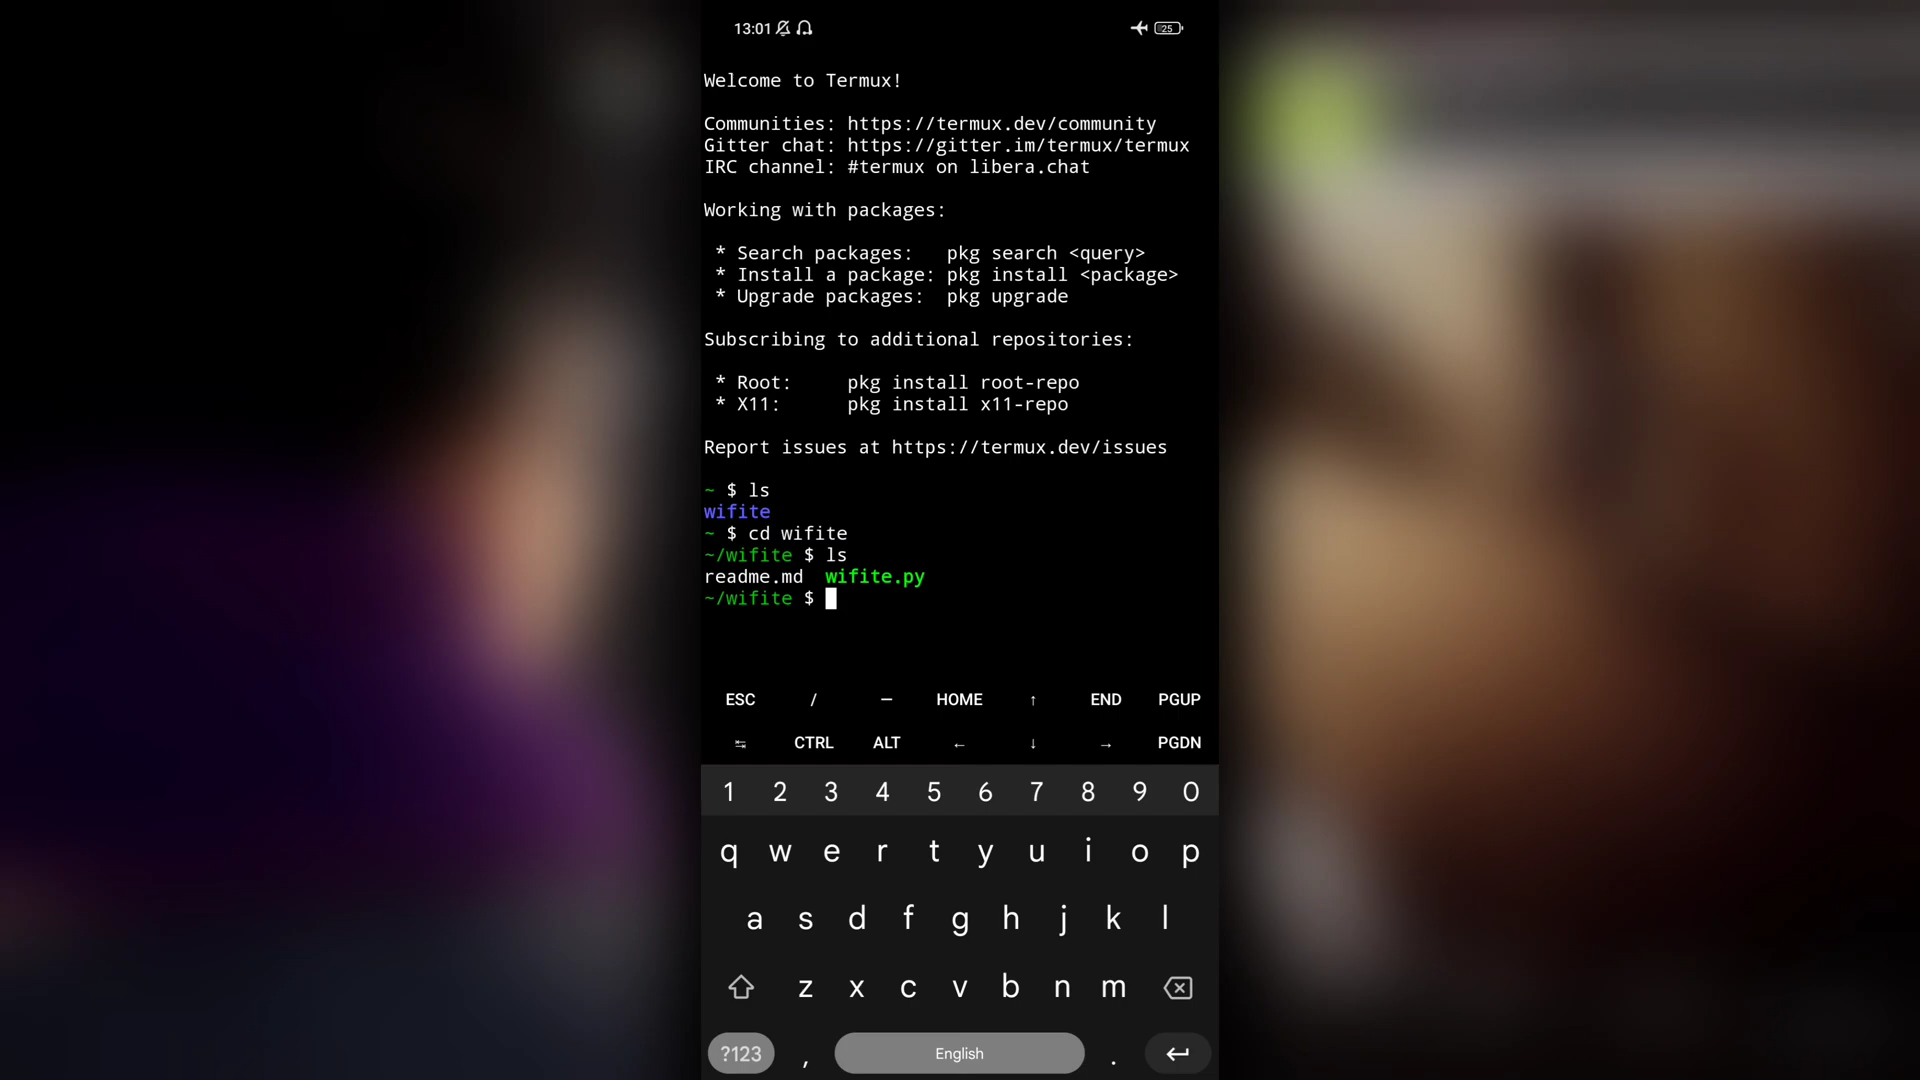 13:01 25
Welcome to Termux!
Communities: https://termux.dev/community
Gitter chat: https://gitter.im/termux/termux
IRC channel: #termux on libera.chat
Working with packages:
* Search packages: pkg search <query>
* Install a package: pkg install <package>
* Upgrade packages: pkg upgrade
Subscribing to additional repositories:
* Root: pkg install root-repo
* X11: pkg install x11-repo
Report issues at https://termux.dev/issues
~ $ ls
wifite
~ $ cd wifite
~/wifite $ ls
readme.md wifite.py
~/wifite $
ESC / — HOME ↑ END PGUP
↹ CTRL ALT ← ↓ → PGDN
1 2 3 4 5 6 7 8 9 0
q w e r t y u i o p
a s d f g h j k l
z x c v b n m
?123 , English .